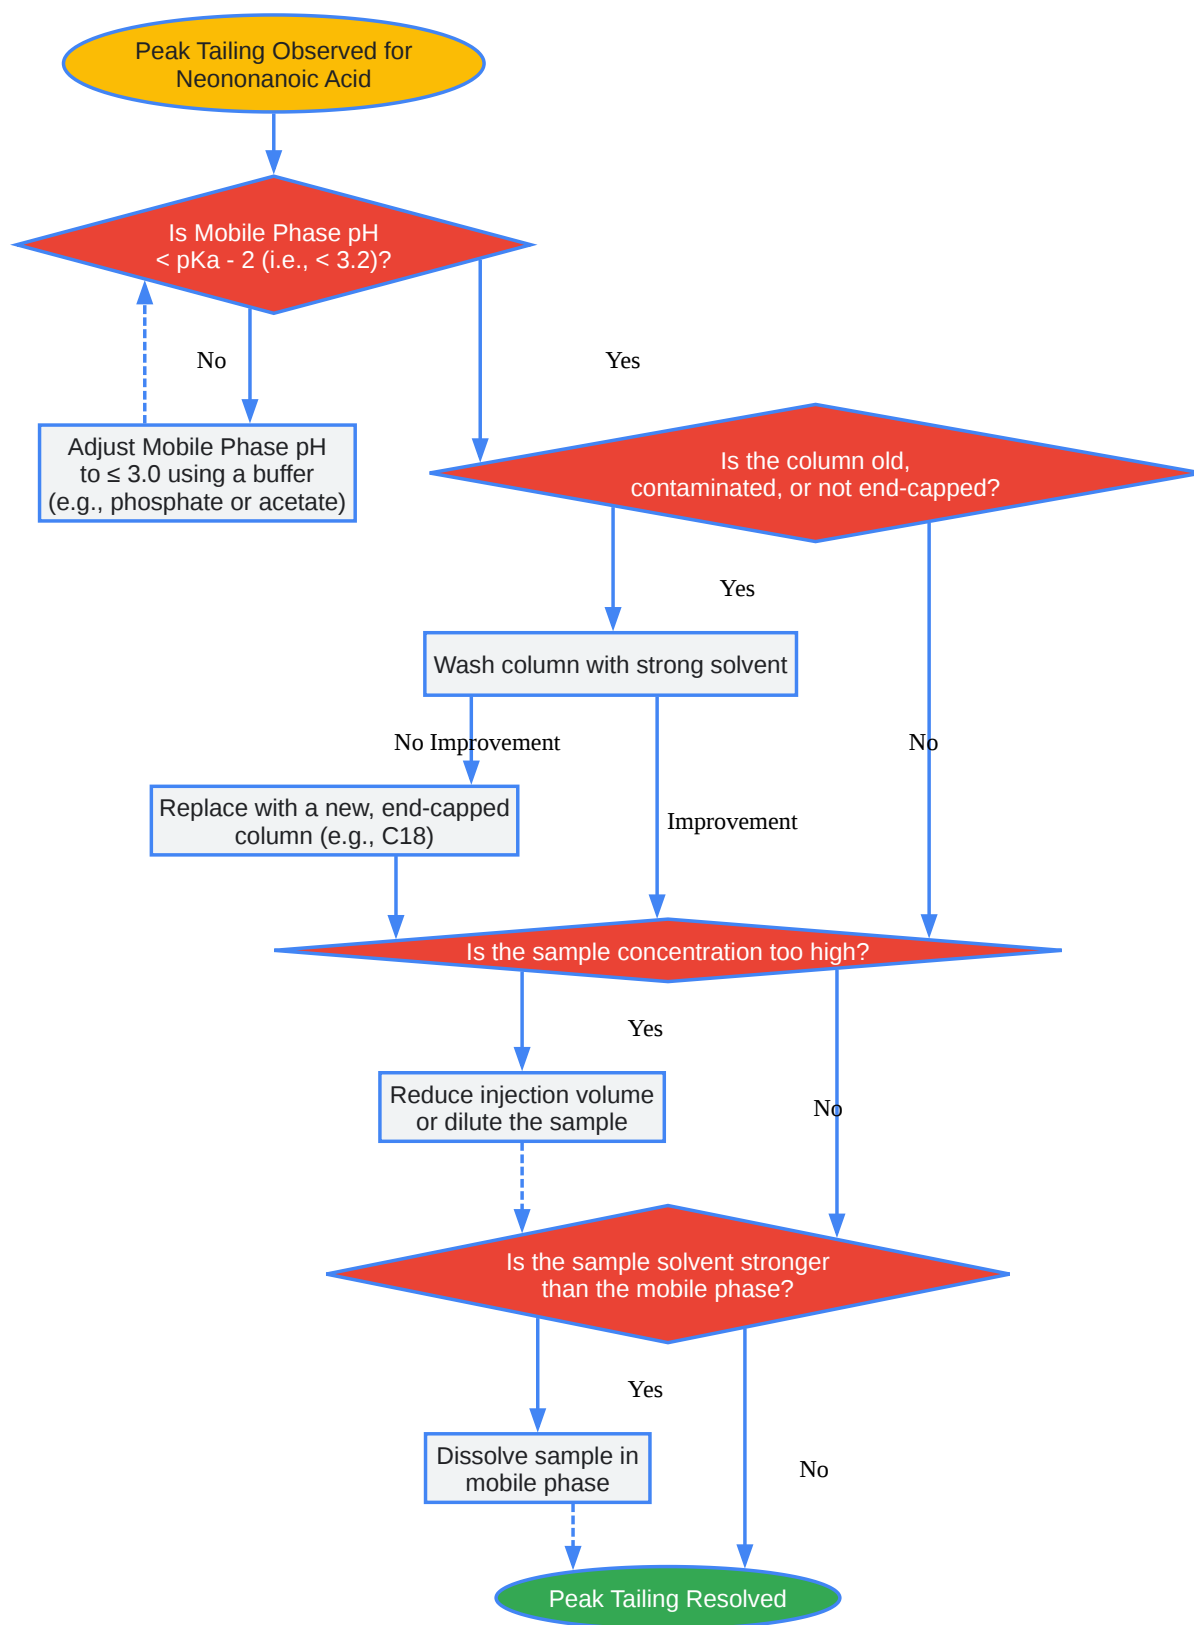 Peak Tailing Observed for
Neononanoic Acid
Is Mobile Phase pH
< pKa - 2 (i.e., < 3.2)?
No
Yes
Adjust Mobile Phase pH
to ≤ 3.0 using a buffer
(e.g., phosphate or acetate)
Is the column old,
contaminated, or not end-capped?
Yes
Wash column with strong solvent
No Improvement
No
Replace with a new, end-capped
column (e.g., C18)
Improvement
Is the sample concentration too high?
Yes
Reduce injection volume
or dilute the sample
No
Is the sample solvent stronger
than the mobile phase?
Yes
Dissolve sample in
mobile phase
No
Peak Tailing Resolved